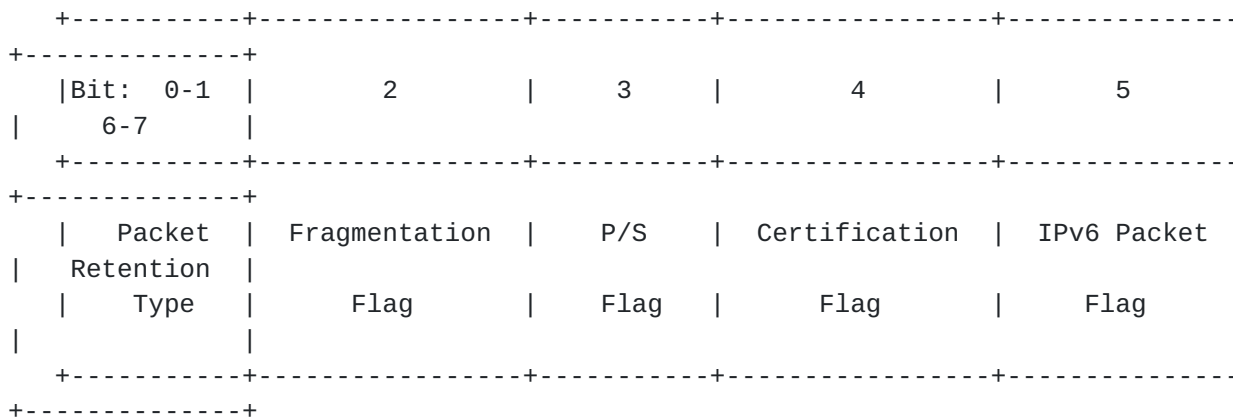 +-----------+-----------------+-----------+-----------------+---------------
+--------------+
|Bit:  0-1  |        2        |     3     |        4        |       5
|     6-7      |
+-----------+-----------------+-----------+-----------------+---------------
+--------------+
|   Packet  |  Fragmentation  |    P/S    |  Certification  |  IPv6 Packet
|   Retention  |
|    Type   |      Flag       |    Flag   |      Flag       |     Flag
|              |
+-----------+-----------------+-----------+-----------------+---------------
+--------------+